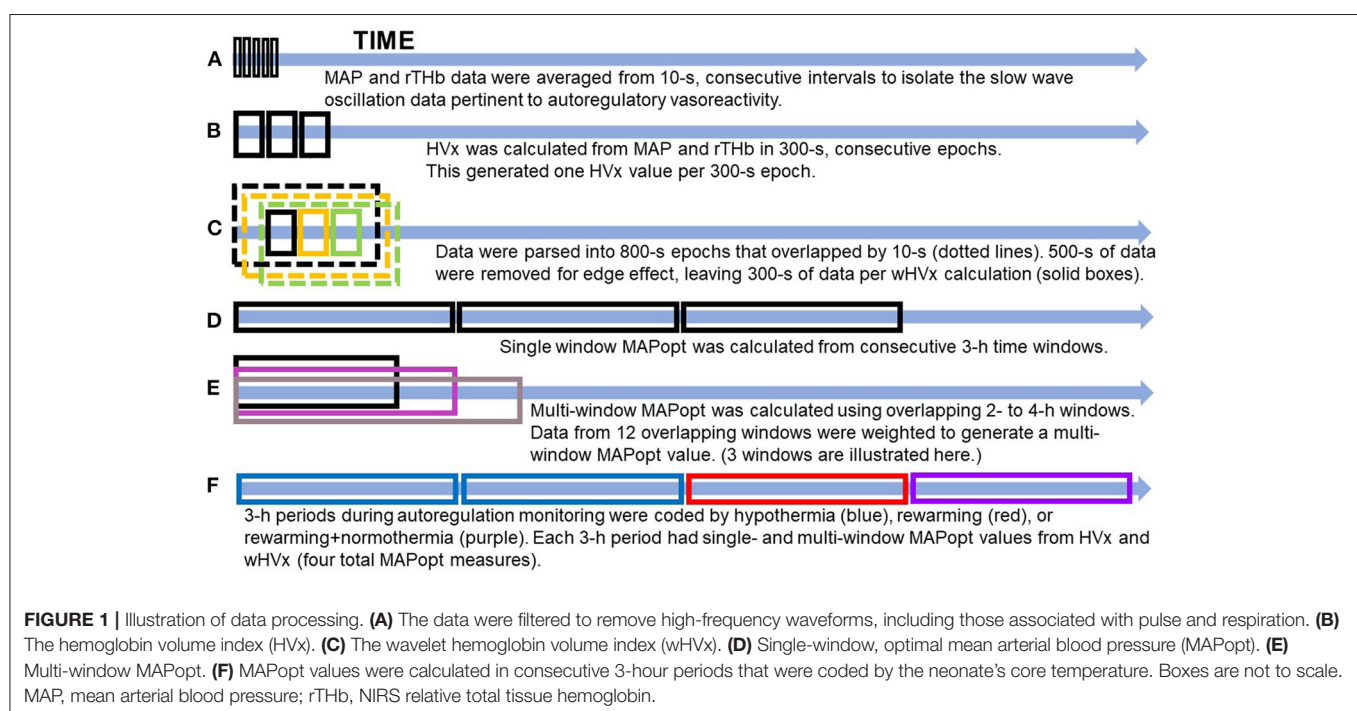 TIME
A
MAP and rTHb data were averaged from 10-s, consecutive intervals to isolate the slow wave
oscillation data pertinent to autoregulatory vasoreactivity.
B
HVx was calculated from MAP and rTHb in 300-s, consecutive epochs.
This generated one HVx value per 300-s epoch.
C
Data were parsed into 800-s epochs that overlapped by 10-s (dotted lines). 500-s of data
were removed for edge effect, leaving 300-s of data per wHVx calculation (solid boxes).
D
Single window MAPopt was calculated from consecutive 3-h time windows.
E
Multi-window MAPopt was calculated using overlapping 2- to 4-h windows.
Data from 12 overlapping windows were weighted to generate a multi-
window MAPopt value. (3 windows are illustrated here.)
F
3-h periods during autoregulation monitoring were coded by hypothermia (blue), rewarming (red), or
rewarming+normothermia (purple). Each 3-h period had single- and multi-window MAPopt values from HVx and
wHVx (four total MAPopt measures).
FIGURE 1 | Illustration of data processing. (A) The data were filtered to remove high-frequency waveforms, including those associated with pulse and respiration. (B)
The hemoglobin volume index (HVx). (C) The wavelet hemoglobin volume index (wHVx). (D) Single-window, optimal mean arterial blood pressure (MAPopt). (E)
Multi-window MAPopt. (F) MAPopt values were calculated in consecutive 3-hour periods that were coded by the neonate's core temperature. Boxes are not to scale.
MAP, mean arterial blood pressure; rTHb, NIRS relative total tissue hemoglobin.